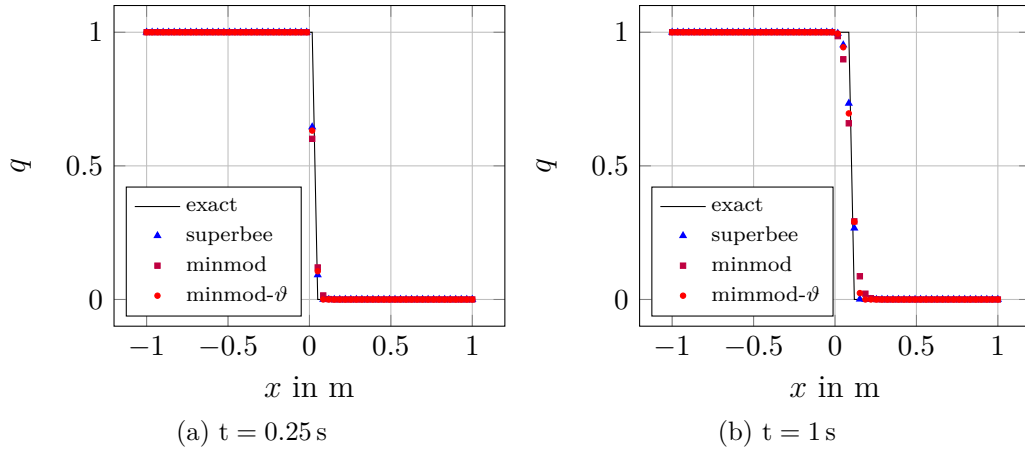 1
0.5
0
q
exact
superbee
minmod
minmod-ϑ
−1
−0.5
0
0.5
1
x in m
(a) t = 0.25 s
1
0.5
0
q
exact
superbee
minmod
mimmod-ϑ
−1
−0.5
0
0.5
1
x in m
(b) t = 1 s